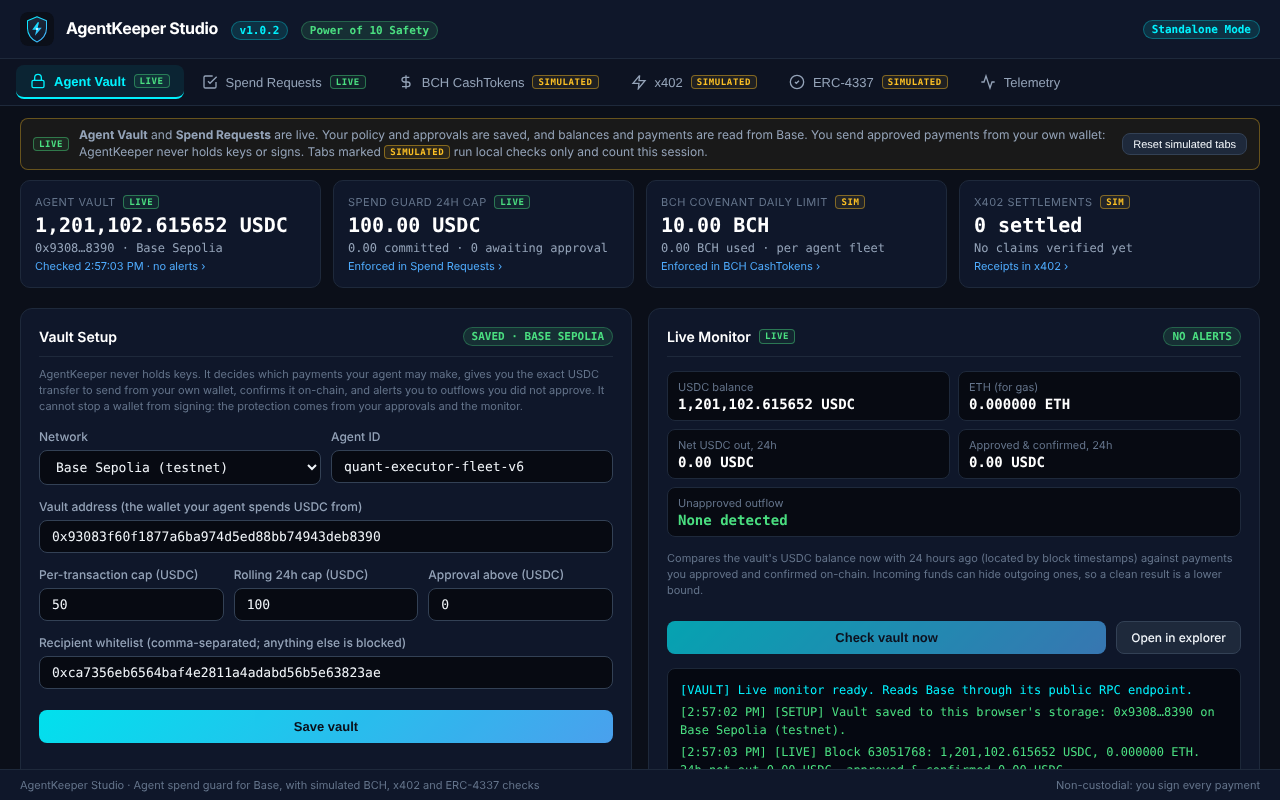 AgentKeeper Studio v1.0.2 Power of 10 Safety Standalone Mode
Agent Vault LIVE Spend Requests LIVE BCH CashTokens SIMULATED x402 SIMULATED ERC-4337 SIMULATED Telemetry
LIVE
Agent Vault and Spend Requests are live. Your policy and approvals are saved, and balances and payments are read from Base. You send approved payments from your own wallet:
AgentKeeper never holds keys or signs. Tabs marked SIMULATED run local checks only and count this session.
Reset simulated tabs
AGENT VAULT LIVE
1,201,102.615652 USDC
0x9308…8390 · Base Sepolia
Checked 2:57:03 PM · no alerts ›
SPEND GUARD 24H CAP LIVE
100.00 USDC
0.00 committed · 0 awaiting approval
Enforced in Spend Requests ›
BCH COVENANT DAILY LIMIT SIM
10.00 BCH
0.00 BCH used · per agent fleet
Enforced in BCH CashTokens ›
X402 SETTLEMENTS SIM
0 settled
No claims verified yet
Receipts in x402 ›
Vault Setup SAVED · BASE SEPOLIA
AgentKeeper never holds keys. It decides which payments your agent may make, gives you the exact USDC
transfer to send from your own wallet, confirms it on-chain, and alerts you to outflows you did not approve. It
cannot stop a wallet from signing: the protection comes from your approvals and the monitor.
Network Agent ID
Base Sepolia (testnet) quant-executor-fleet-v6
Vault address (the wallet your agent spends USDC from)
0x93083f60f1877a6ba974d5ed88bb74943deb8390
Per-transaction cap (USDC) Rolling 24h cap (USDC) Approval above (USDC)
50 100 0
Recipient whitelist (comma-separated; anything else is blocked)
0xca7356eb6564baf4e2811a4adabd56b5e63823ae
Save vault
Live Monitor LIVE NO ALERTS
USDC balance
1,201,102.615652 USDC
ETH (for gas)
0.000000 ETH
Net USDC out, 24h
0.00 USDC
Approved & confirmed, 24h
0.00 USDC
Unapproved outflow
None detected
Compares the vault's USDC balance now with 24 hours ago (located by block timestamps) against payments
you approved and confirmed on-chain. Incoming funds can hide outgoing ones, so a clean result is a lower
bound.
Check vault now Open in explorer
[VAULT] Live monitor ready. Reads Base through its public RPC endpoint.
[2:57:02 PM] [SETUP] Vault saved to this browser's storage: 0x9308…8390 on
Base Sepolia (testnet).
[2:57:03 PM] [LIVE] Block 63051768: 1,201,102.615652 USDC, 0.000000 ETH.
24h net out 0.00 USDC, approved & confirmed 0.00 USDC.
AgentKeeper Studio · Agent spend guard for Base, with simulated BCH, x402 and ERC-4337 checks
Non-custodial: you sign every payment